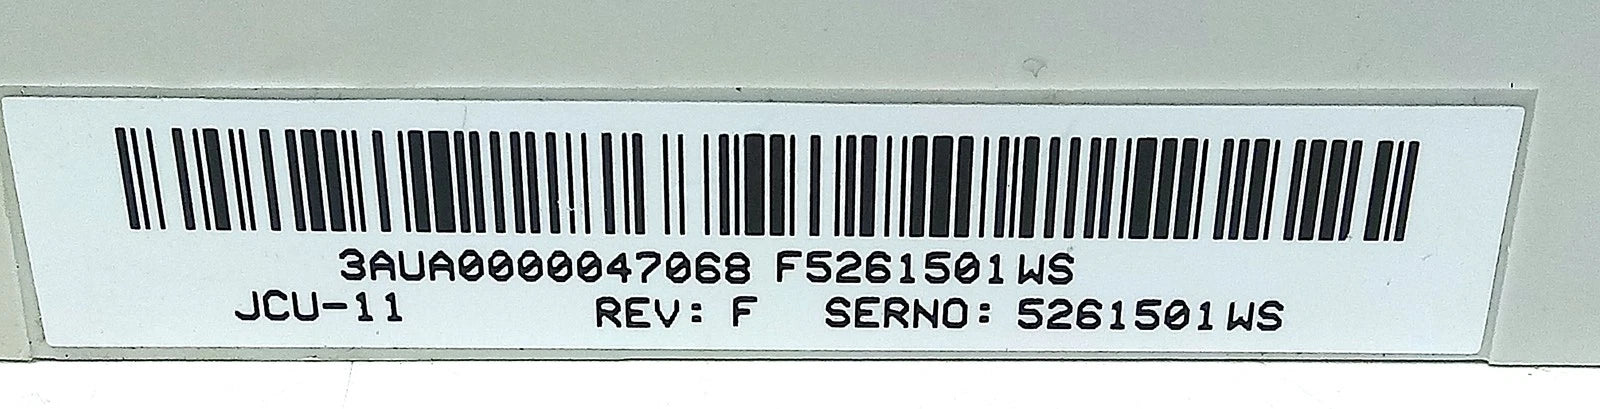 3AUA0000047068 F5261501WS
JCU-11 REV: F SERNO: 5261501WS